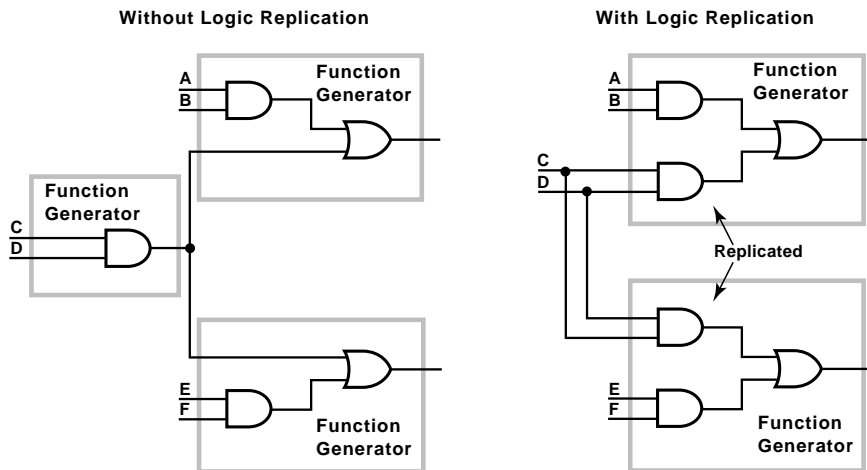 Without Logic Replication
Function
Generator
A
B
Function
Generator
C
D
E
F
Function
Generator
With Logic Replication
Function
Generator
A
B
C
D
Replicated
E
F
Function
Generator